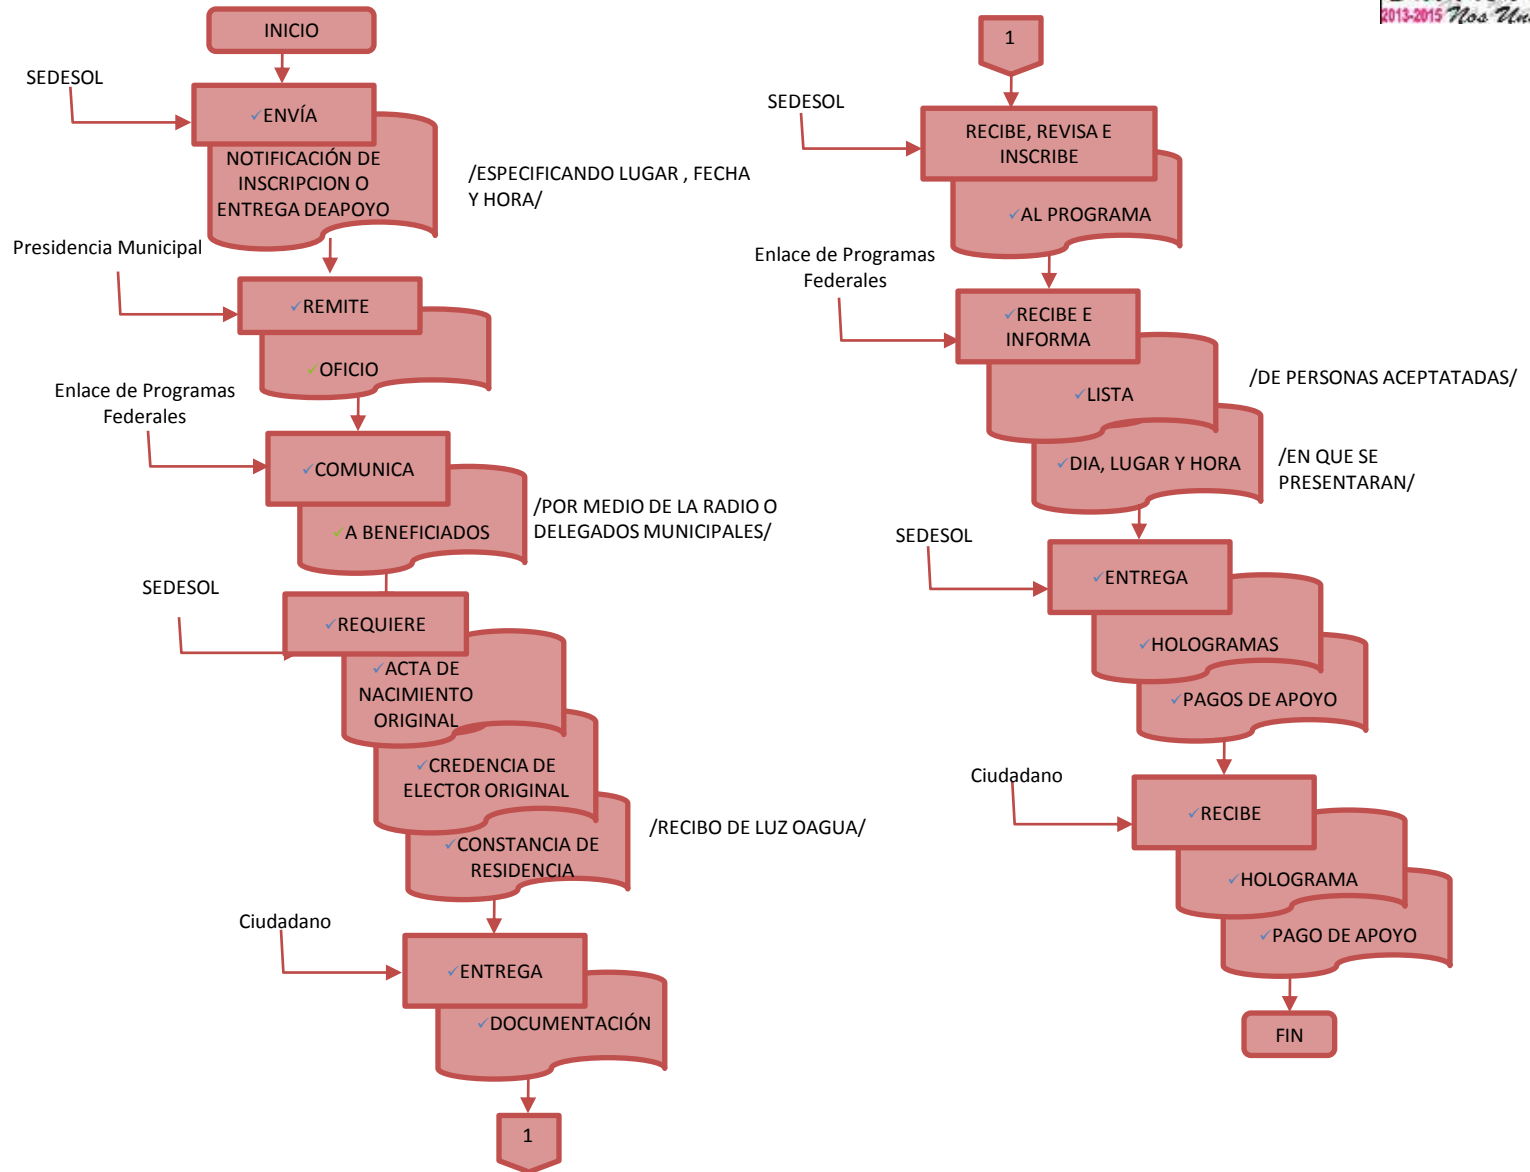 2013-2015 Nos
INICIO
SEDESOL
ENVÍA
NOTIFICACIÓN DE
INSCRIPCION O
ENTREGA DEAPOYO
/ESPECIFICANDO LUGAR , FECHA
Y HORA/
Presidencia Municipal
REMITE
OFICIO
Enlace de Programas
Federales
COMUNICA
A BENEFICIADOS
/POR MEDIO DE LA RADIO O
DELEGADOS MUNICIPALES/
SEDESOL
REQUIERE
ACTA DE
NACIMIENTO
ORIGINAL
CREDENCIA DE
ELECTOR ORIGINAL
CONSTANCIA DE
RESIDENCIA
/RECIBO DE LUZ OAGUA/
Ciudadano
ENTREGA
DOCUMENTACIÓN
1
1
SEDESOL
RECIBE, REVISA E
INSCRIBE
AL PROGRAMA
Enlace de Programas
Federales
RECIBE E
INFORMA
LISTA
/DE PERSONAS ACEPTATADAS/
DIA, LUGAR Y HORA
/EN QUE SE
PRESENTARAN/
SEDESOL
ENTREGA
HOLOGRAMAS
PAGOS DE APOYO
Ciudadano
RECIBE
HOLOGRAMA
PAGO DE APOYO
FIN